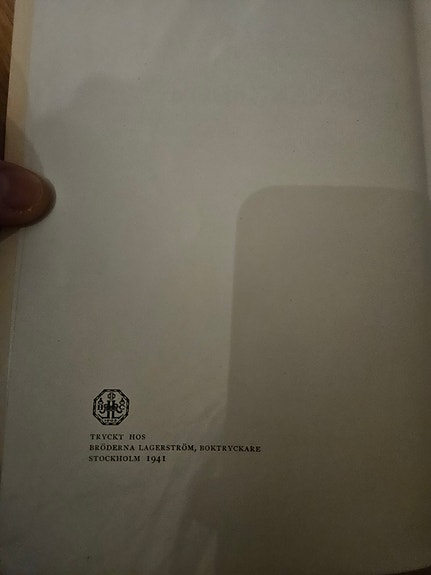 TRYCKT HOS
BRÖDERNA LAGERSTRÖM, BOKTRYCKARE
STOCKHOLM 1941